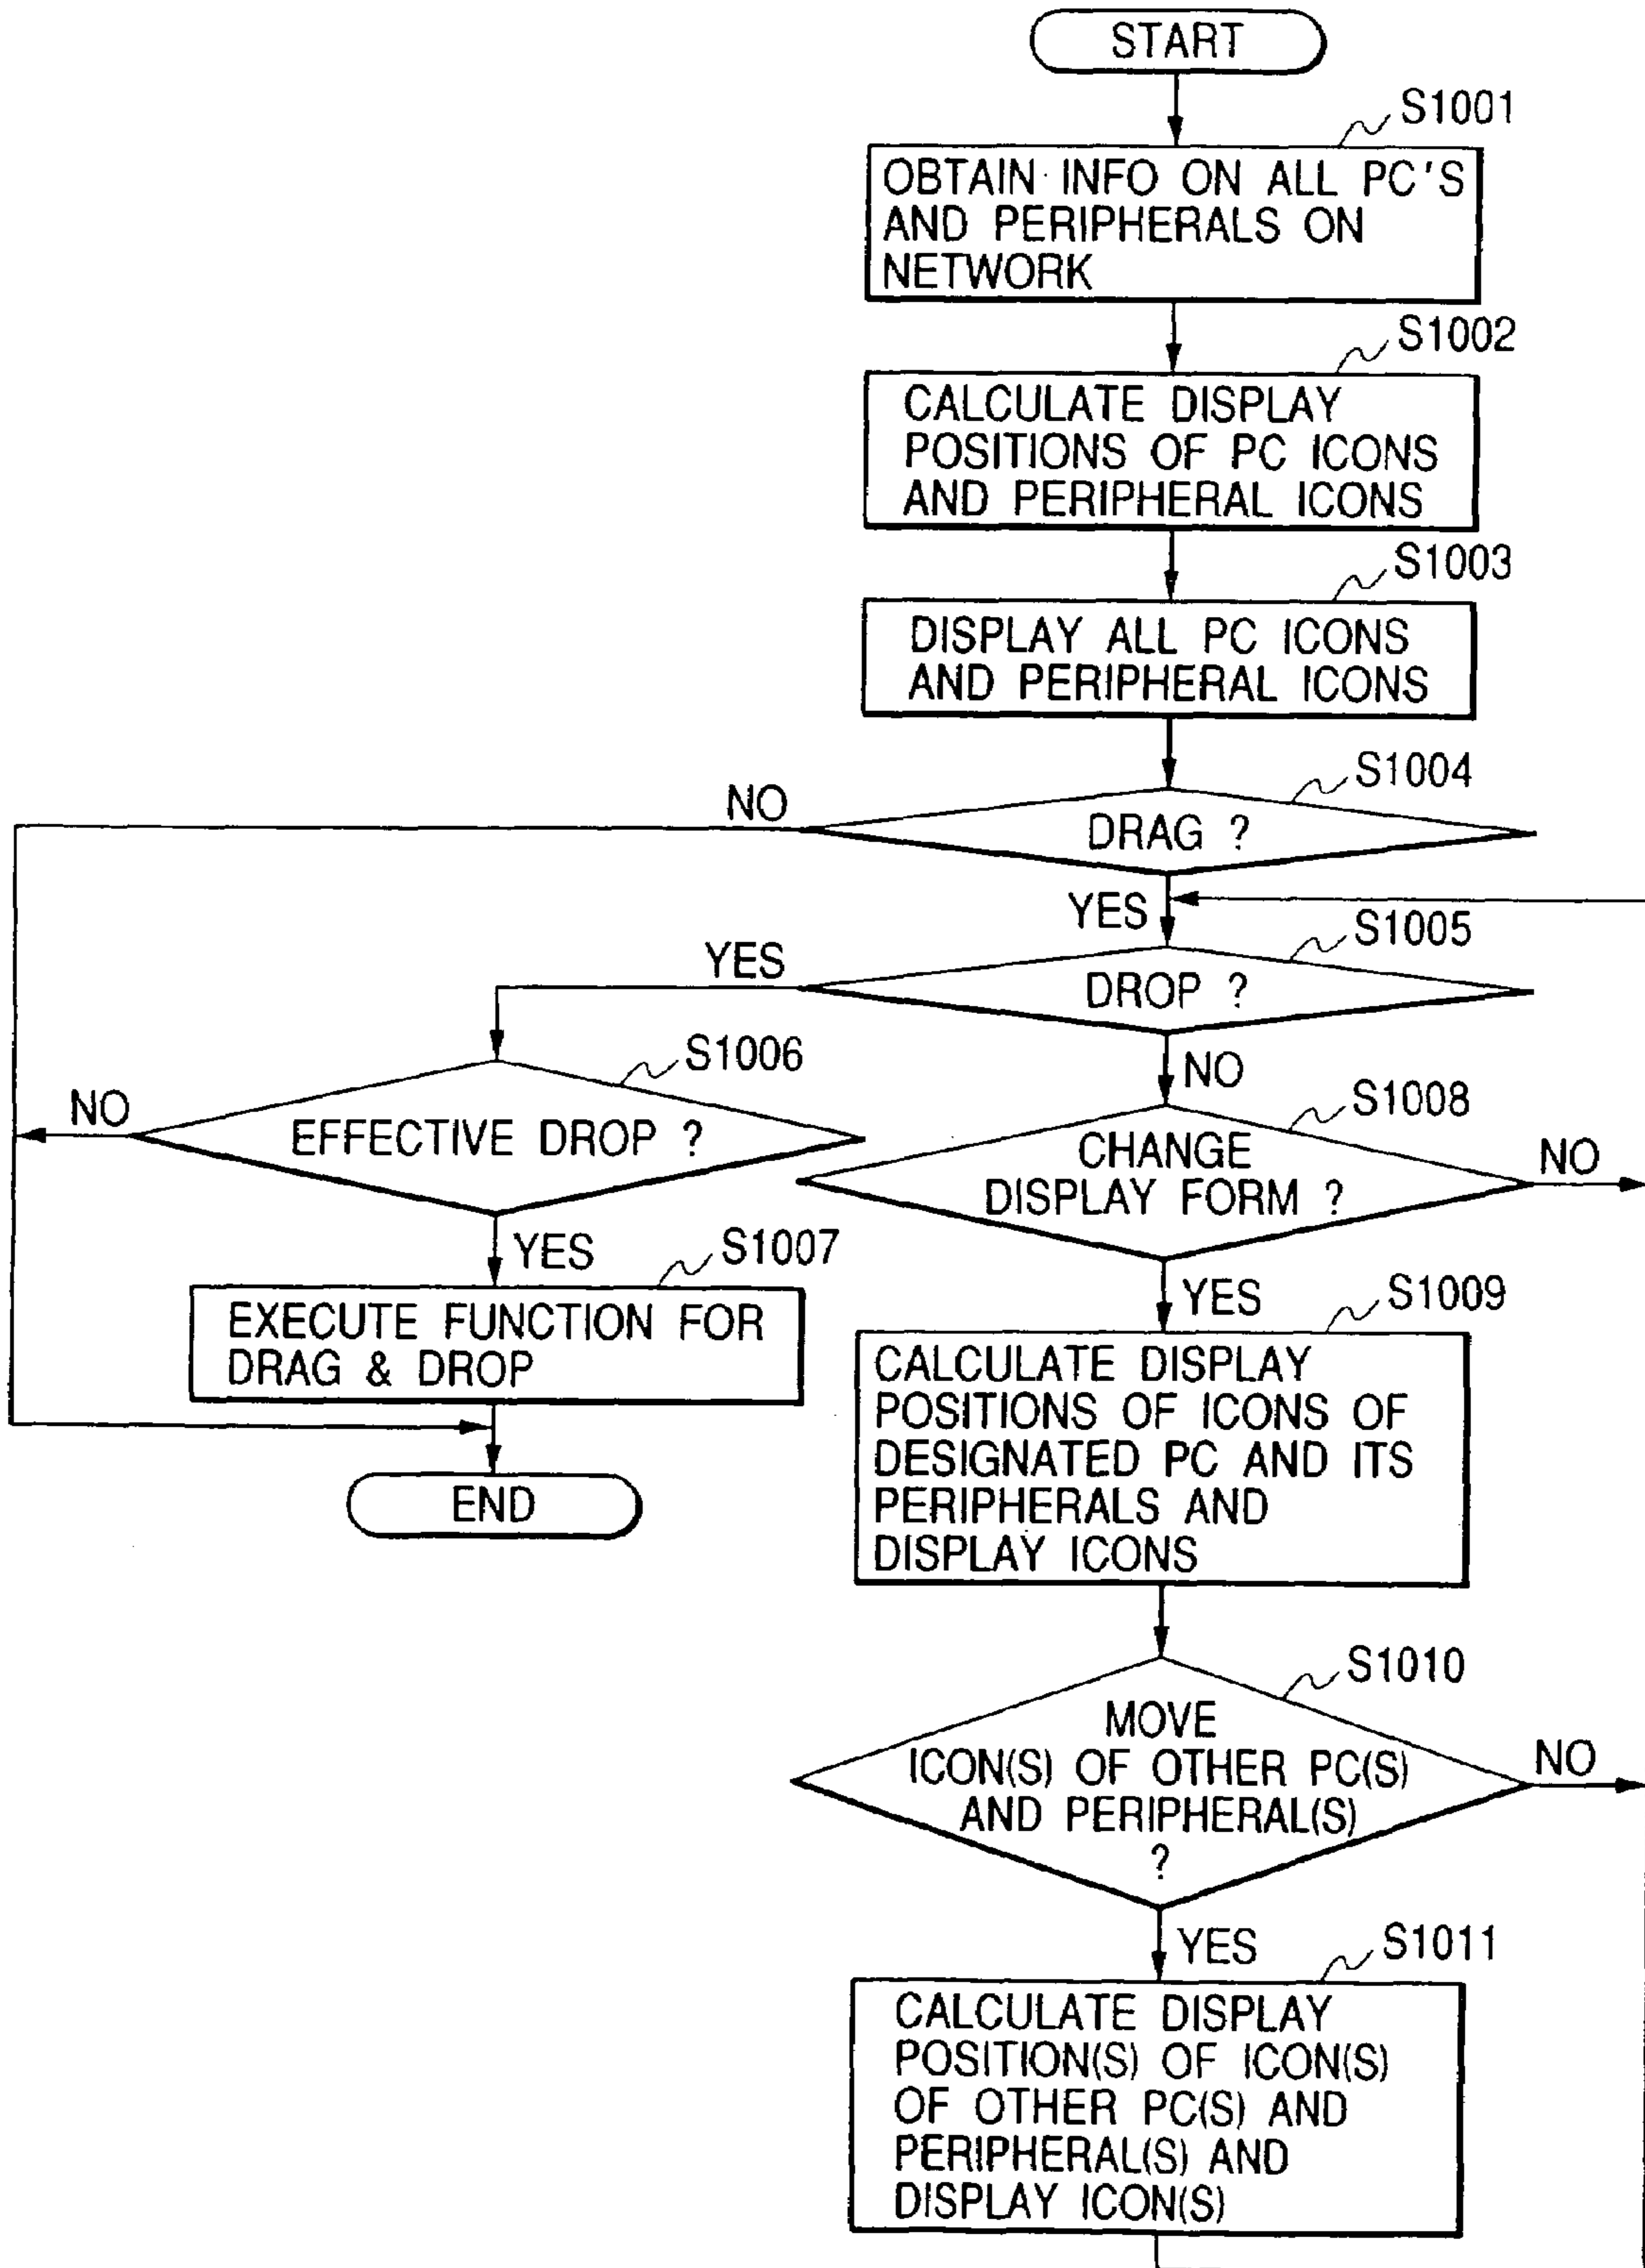 START
S1001
OBTAIN INFO ON ALL PC'S
AND PERIPHERALS ON
NETWORK
S1002
CALCULATE DISPLAY
POSITIONS OF PC ICONS
AND PERIPHERAL ICONS
S1003
DISPLAY ALL PC ICONS
AND PERIPHERAL ICONS
S1004
NO
DRAG ?
YES
S1005
YES
DROP ?
NO
S1006
NO
EFFECTIVE DROP ?
YES
S1007
EXECUTE FUNCTION FOR
DRAG & DROP
END
S1008
CHANGE
DISPLAY FORM ?
NO
YES
S1009
CALCULATE DISPLAY
POSITIONS OF ICONS OF
DESIGNATED PC AND ITS
PERIPHERALS AND
DISPLAY ICONS
S1010
MOVE
ICON(S) OF OTHER PC(S)
AND PERIPHERAL(S)
?
NO
YES
S1011
CALCULATE DISPLAY
POSITION(S) OF ICON(S)
OF OTHER PC(S) AND
PERIPHERAL(S) AND
DISPLAY ICON(S)